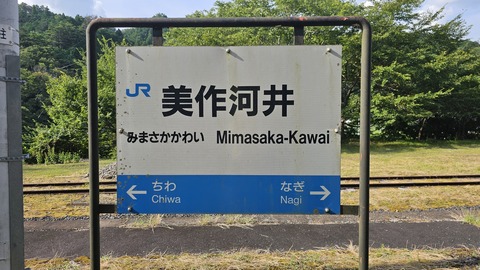 JR 美作河井
みまさかかわい Mimasaka-Kawai
← ちわ なぎ →
Chiwa Nagi